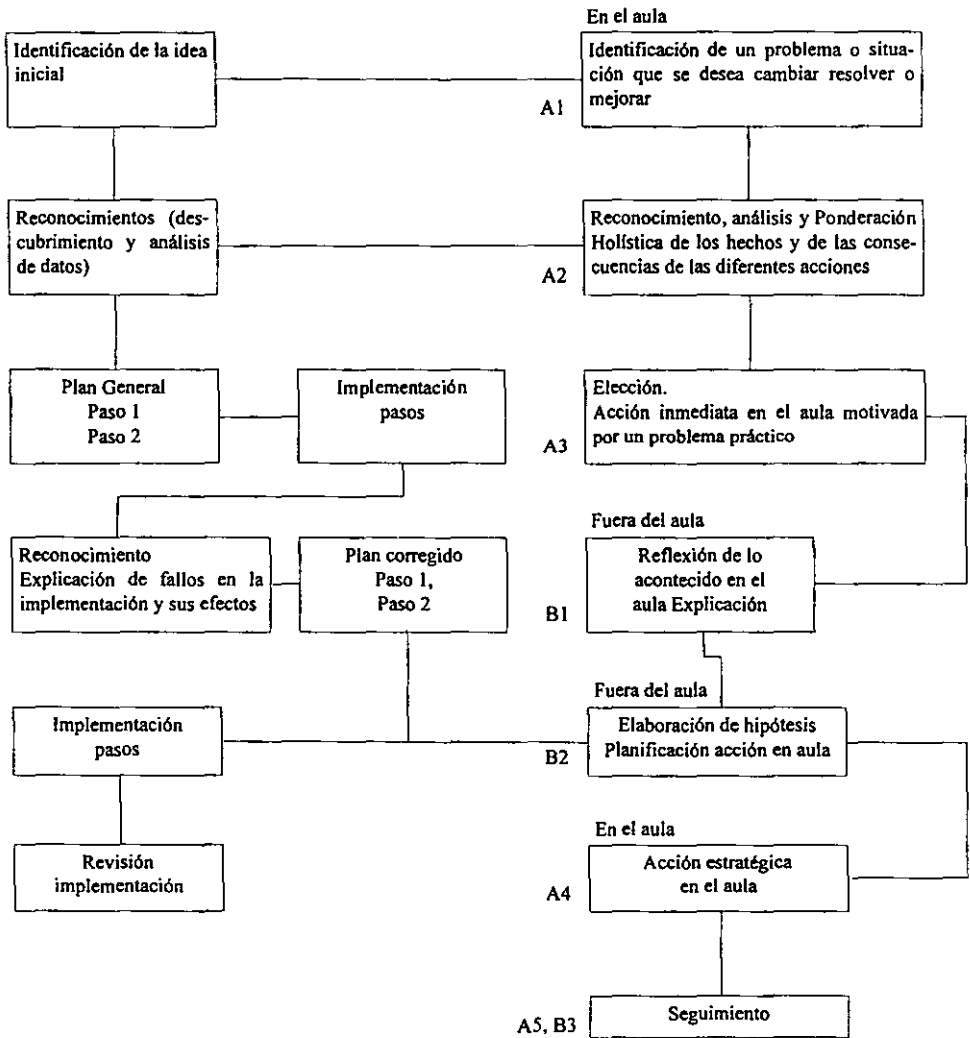 En el aula
Identificación de la idea
inicial
Identificación de un problema o situa-
ción que se desea cambiar resolver o
mejorar
A1
Reconocimientos (des-
cubrimiento y análisis
de datos)
Reconocimiento, análisis y Ponderación
Holística de los hechos y de las conse-
cuencias de las diferentes acciones
A2
Plan General
Paso 1
Paso 2
Implementación
pasos
Elección.
Acción inmediata en el aula motivada
por un problema práctico
A3
Fuera del aula
Reconocimiento
Explicación de fallos en la
implementación y sus efectos
Plan corregido
Paso 1,
Paso 2
Reflexión de lo
acontecido en el
aula Explicación
B1
Fuera del aula
Implementación
pasos
Elaboración de hipótesis
Planificación acción en aula
B2
En el aula
Revisión
implementación
Acción estratégica
en el aula
A4
Seguimiento
A5, B3